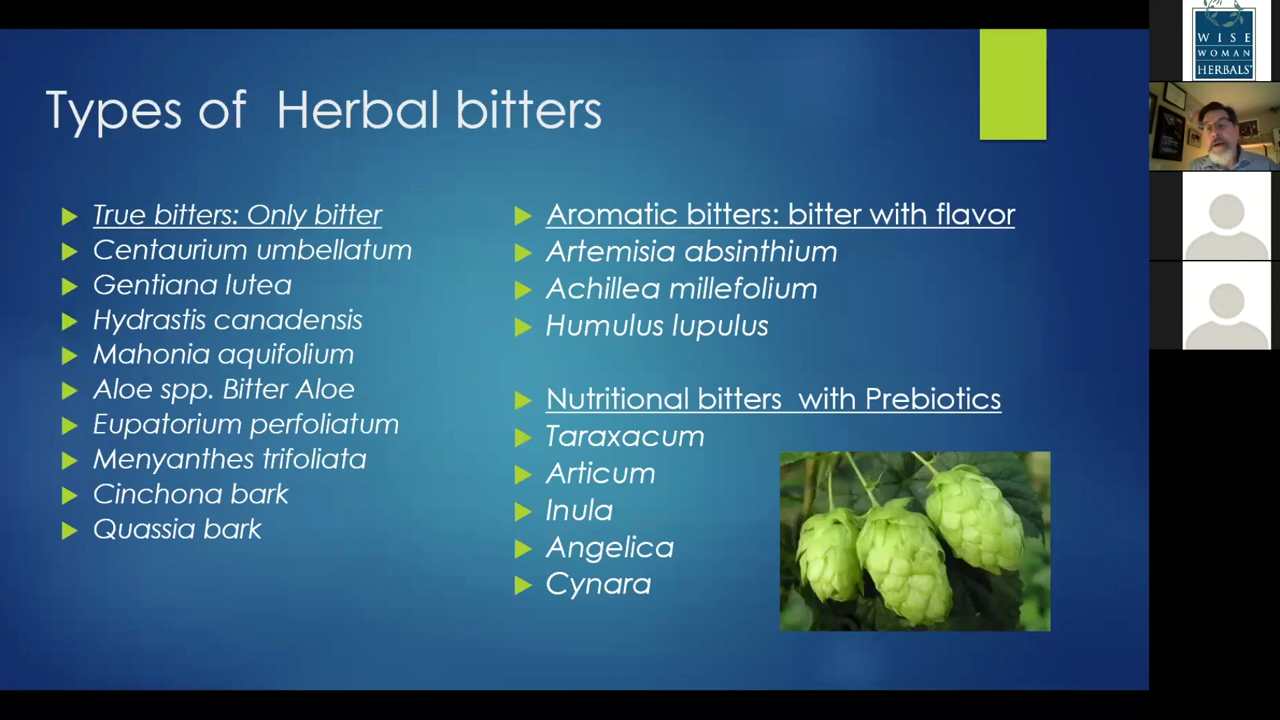 Types of Herbal bitters
True bitters: Only bitter
Centaurium umbellatum
Gentiana lutea
Hydrastis canadensis
Mahonia aquifolium
Aloe spp. Bitter Aloe
Eupatorium perfoliatum
Menyanthes trifoliata
Cinchona bark
Quassia bark
Aromatic bitters: bitter with flavor
Artemisia absinthium
Achillea millefolium
Humulus lupulus
Nutritional bitters with Prebiotics
Taraxacum
Articum
Inula
Angelica
Cynara
WISE
WOMAN
HERBALS